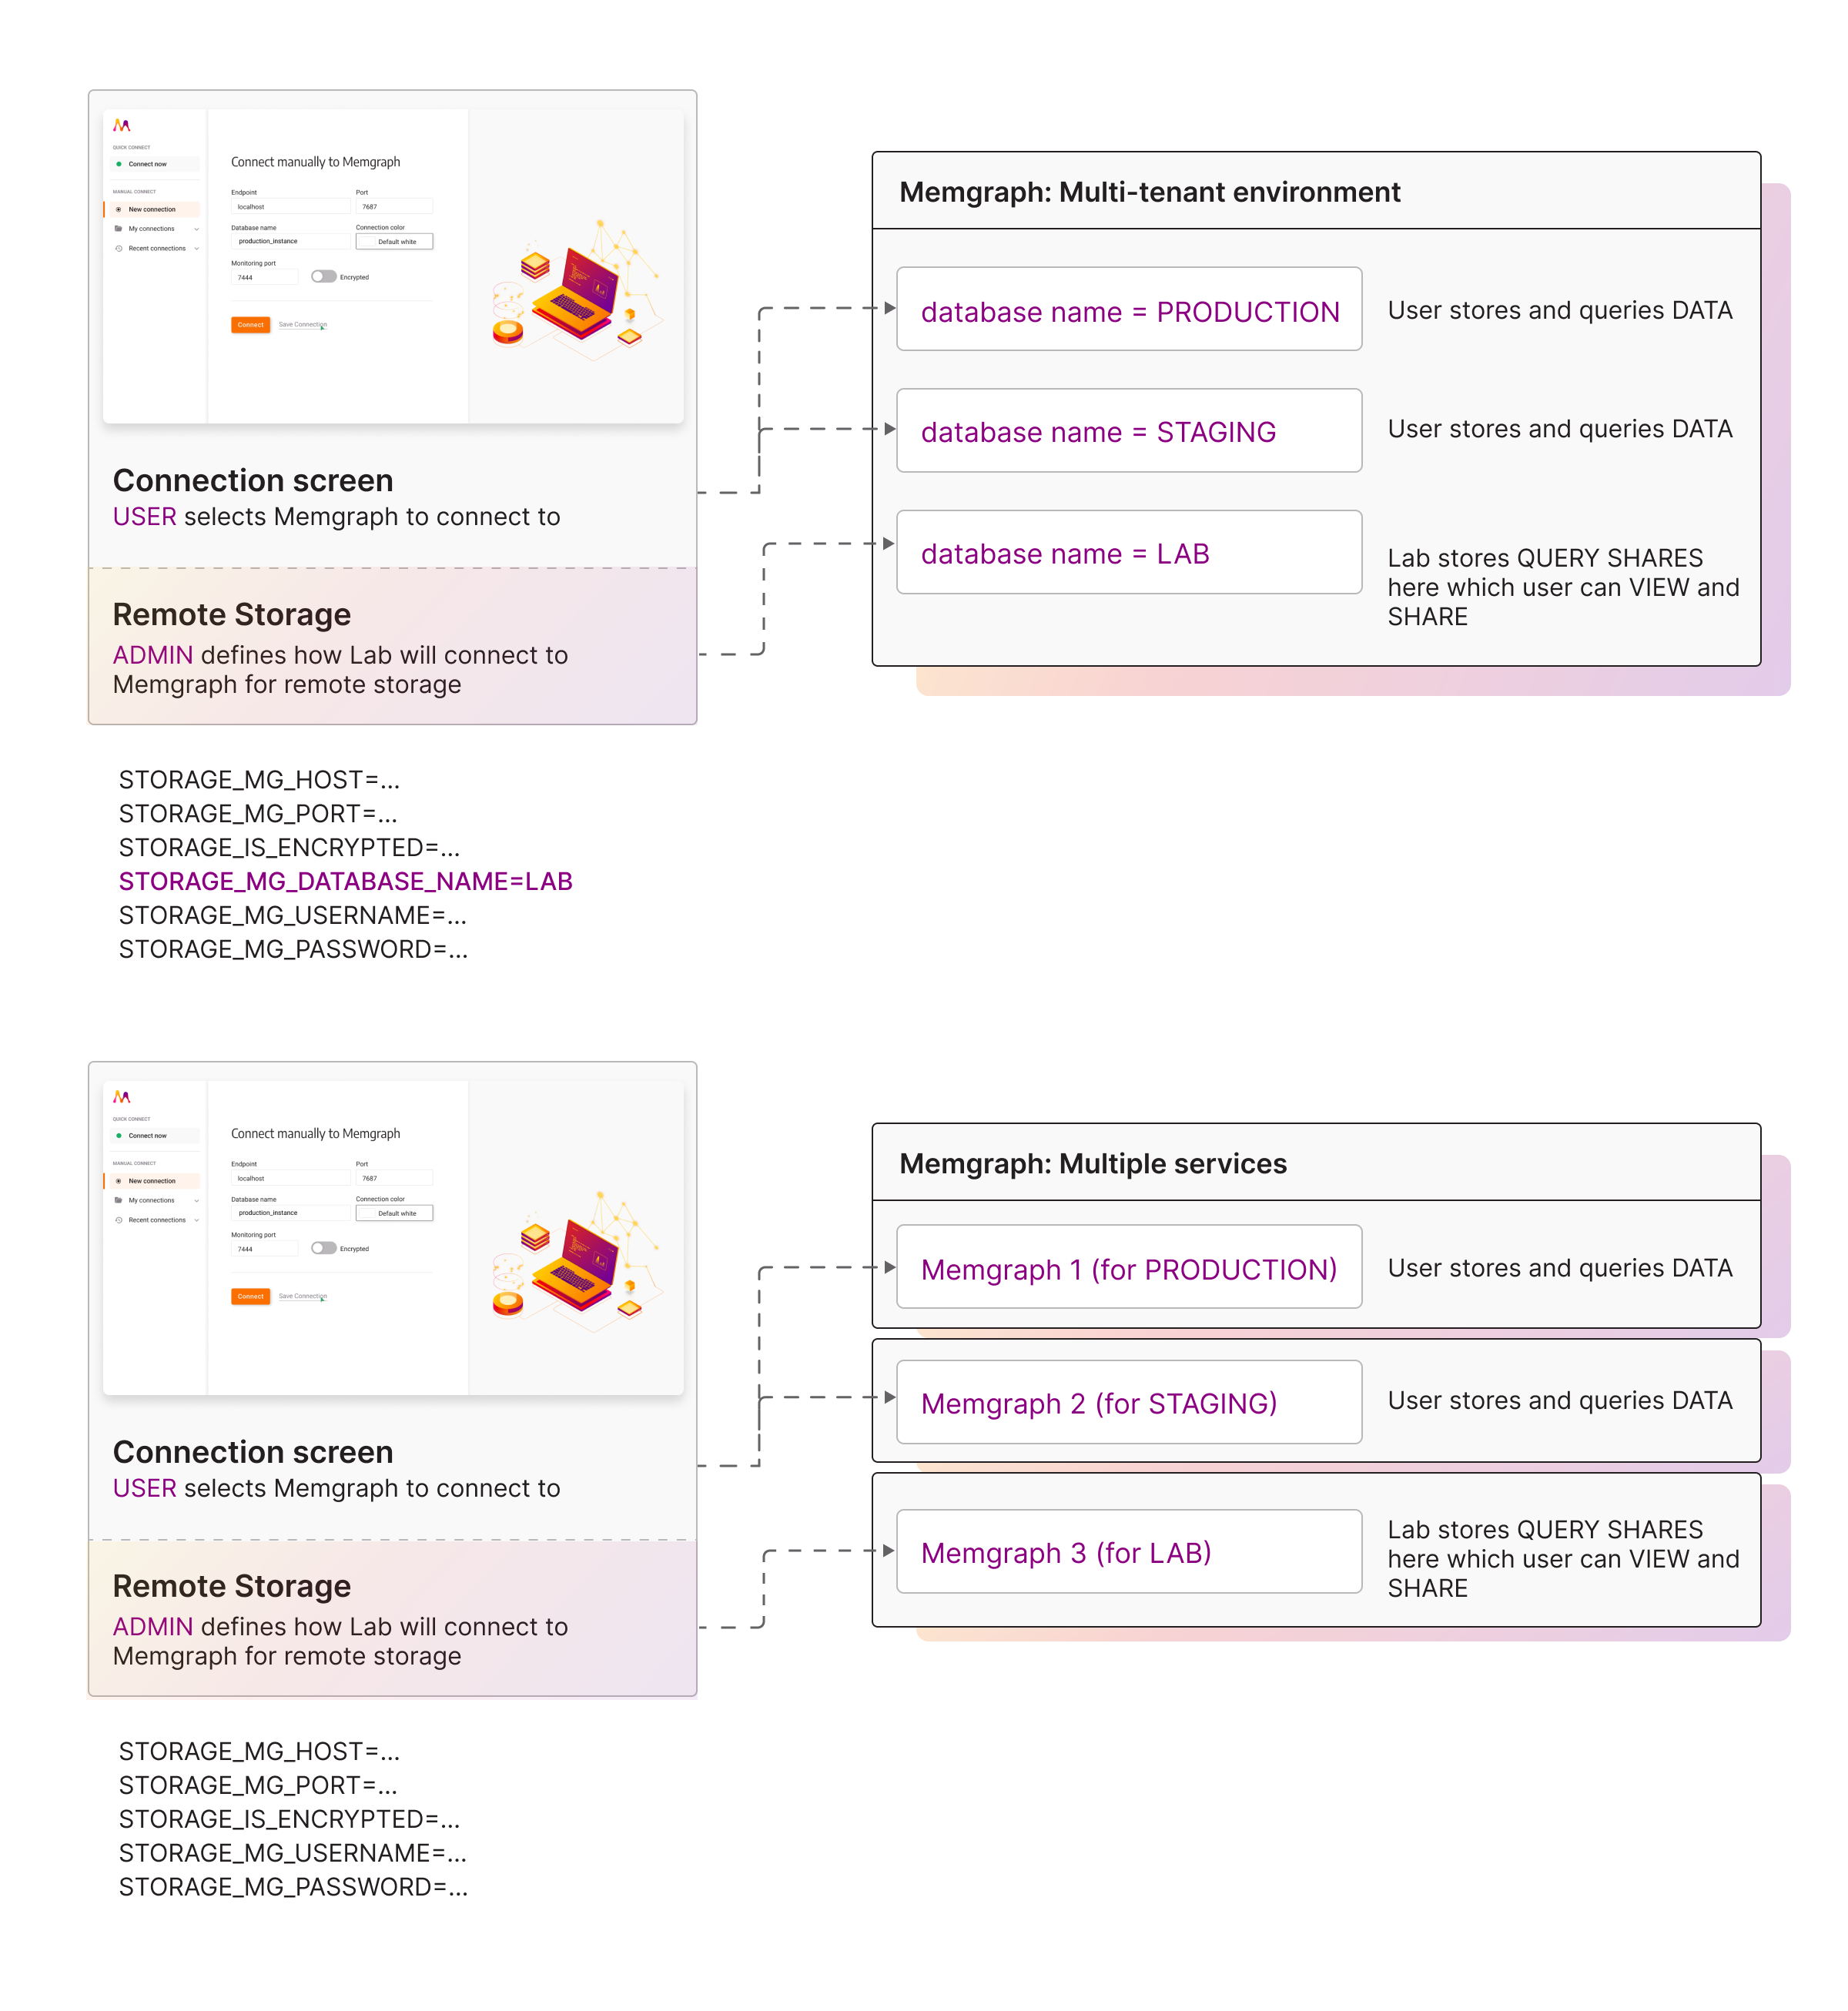 QUICK CONNECT
Connect now
MANUAL CONNECT
New connection
My connections
Recent connections
Connect manually to Memgraph
Endpoint Port
localhost 7687
Database name Connection color
production_instance Default white
Monitoring port
7444 Encrypted
Connect Save Connection
Connection screen
USER selects Memgraph to connect to
Remote Storage
ADMIN defines how Lab will connect to
Memgraph for remote storage
Memgraph: Multi-tenant environment
database name = PRODUCTION User stores and queries DATA
database name = STAGING User stores and queries DATA
database name = LAB
Lab stores QUERY SHARES
here which user can VIEW and
SHARE
STORAGE_MG_HOST=...
STORAGE_MG_PORT=...
STORAGE_IS_ENCRYPTED=...
STORAGE_MG_DATABASE_NAME=LAB
STORAGE_MG_USERNAME=...
STORAGE_MG_PASSWORD=...
QUICK CONNECT
Connect now
MANUAL CONNECT
New connection
My connections
Recent connections
Connect manually to Memgraph
Endpoint Port
localhost 7687
Database name Connection color
production_instance Default white
Monitoring port
7444 Encrypted
Connect Save Connection
Connection screen
USER selects Memgraph to connect to
Remote Storage
ADMIN defines how Lab will connect to
Memgraph for remote storage
Memgraph: Multiple services
Memgraph 1 (for PRODUCTION) User stores and queries DATA
Memgraph 2 (for STAGING) User stores and queries DATA
Memgraph 3 (for LAB)
Lab stores QUERY SHARES
here which user can VIEW and
SHARE
STORAGE_MG_HOST=...
STORAGE_MG_PORT=...
STORAGE_IS_ENCRYPTED=...
STORAGE_MG_USERNAME=...
STORAGE_MG_PASSWORD=...